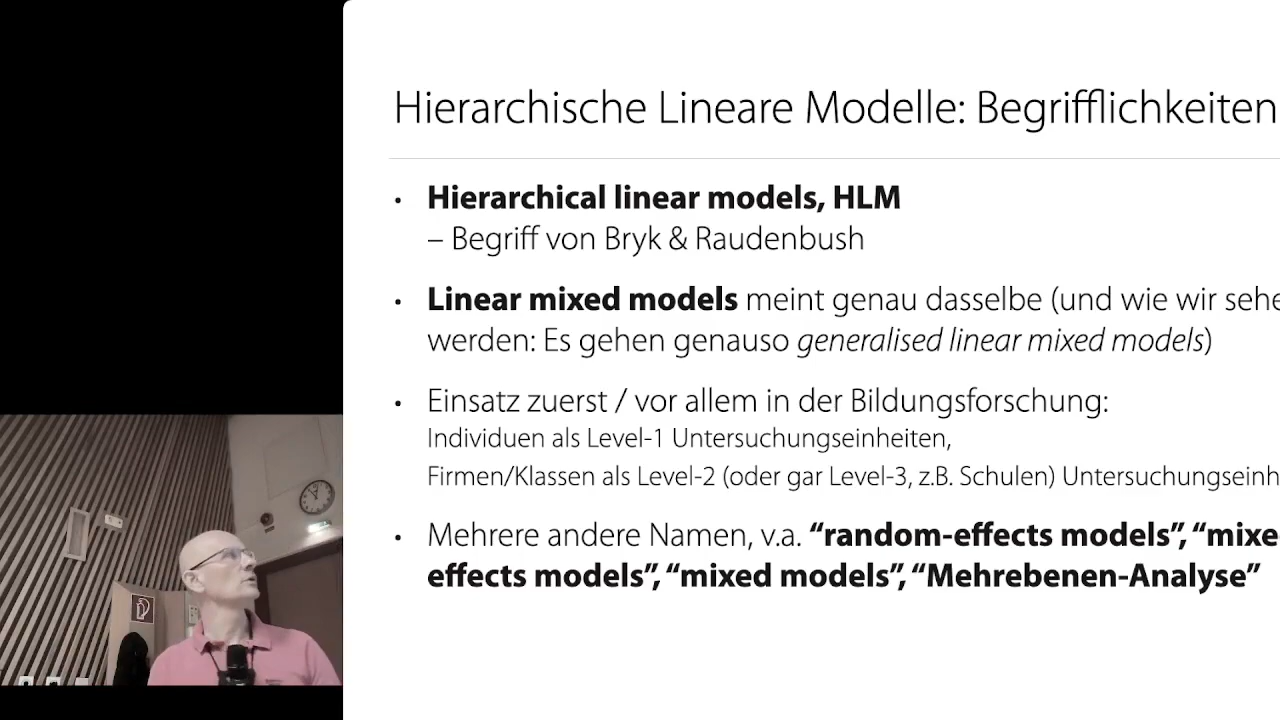 Hierarchische Lineare Modelle: Begrifflichkeiten
• Hierarchical linear models, HLM
– Begriff von Bryk & Raudenbush
• Linear mixed models meint genau dasselbe (und wie wir sehe
werden: Es gehen genauso generalised linear mixed models)
• Einsatz zuerst / vor allem in der Bildungsforschung:
Individuen als Level-1 Untersuchungseinheiten,
Firmen/Klassen als Level-2 (oder gar Level-3, z.B. Schulen) Untersuchungseinh
• Mehrere andere Namen, v.a. “random-effects models”, “mixe
effects models”, “mixed models”, “Mehrebenen-Analyse”